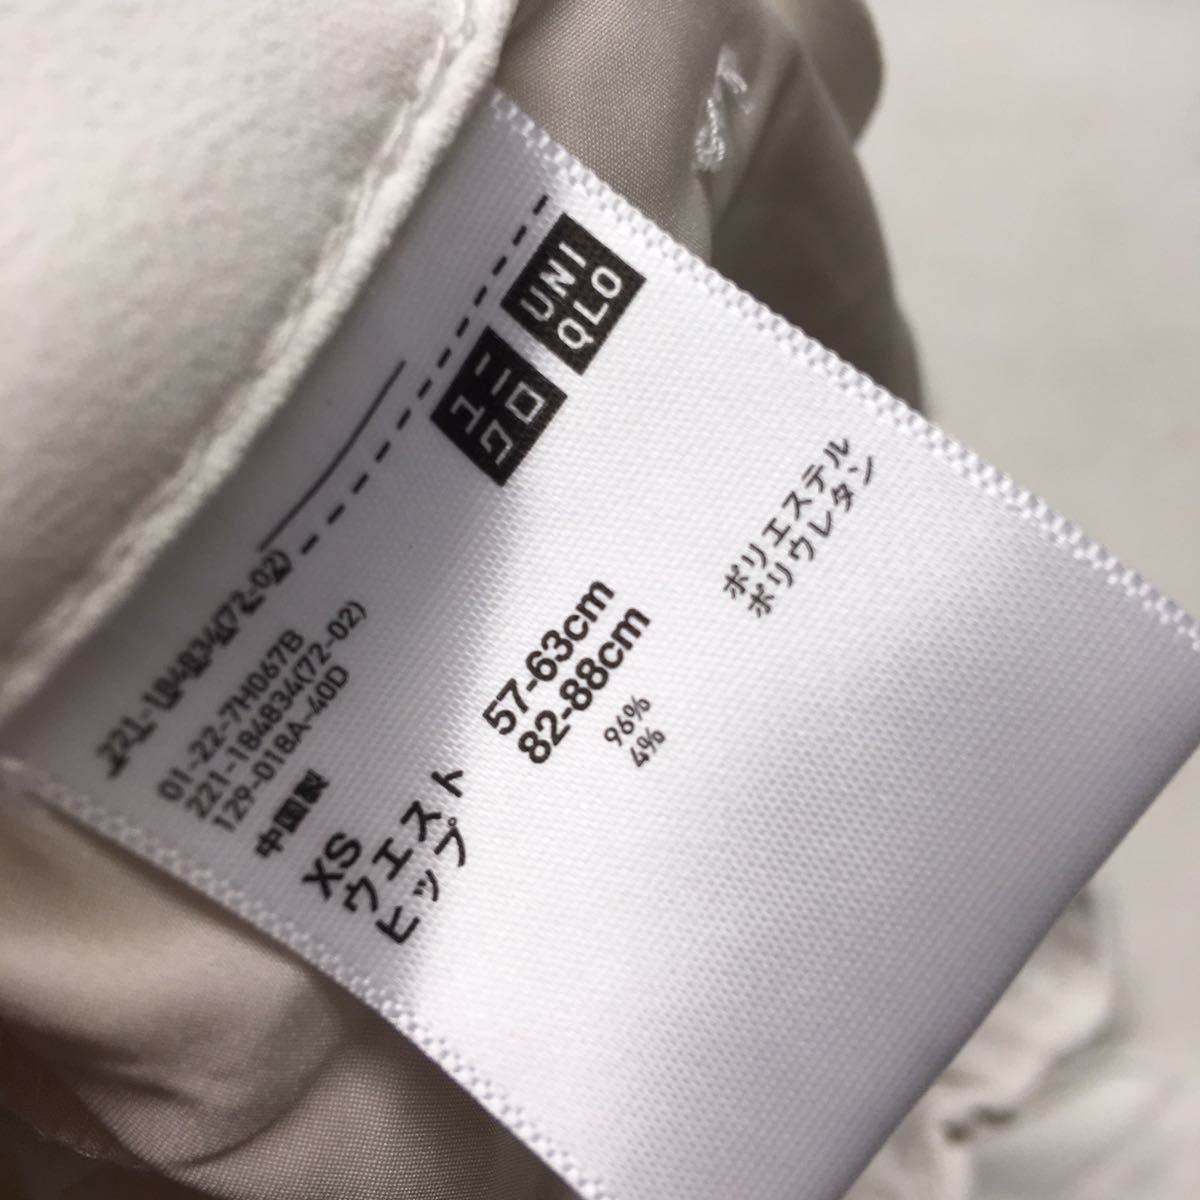 ユニ
クロ
UNI
QLO
221-184834(72-02)
01-22-7H067B
221-184834(72-02)
129-018A-40D
中国製
XS
ウエスト 57-63cm
ヒップ 82-88cm
ポリエステル 96%
ポリウレタン 4%